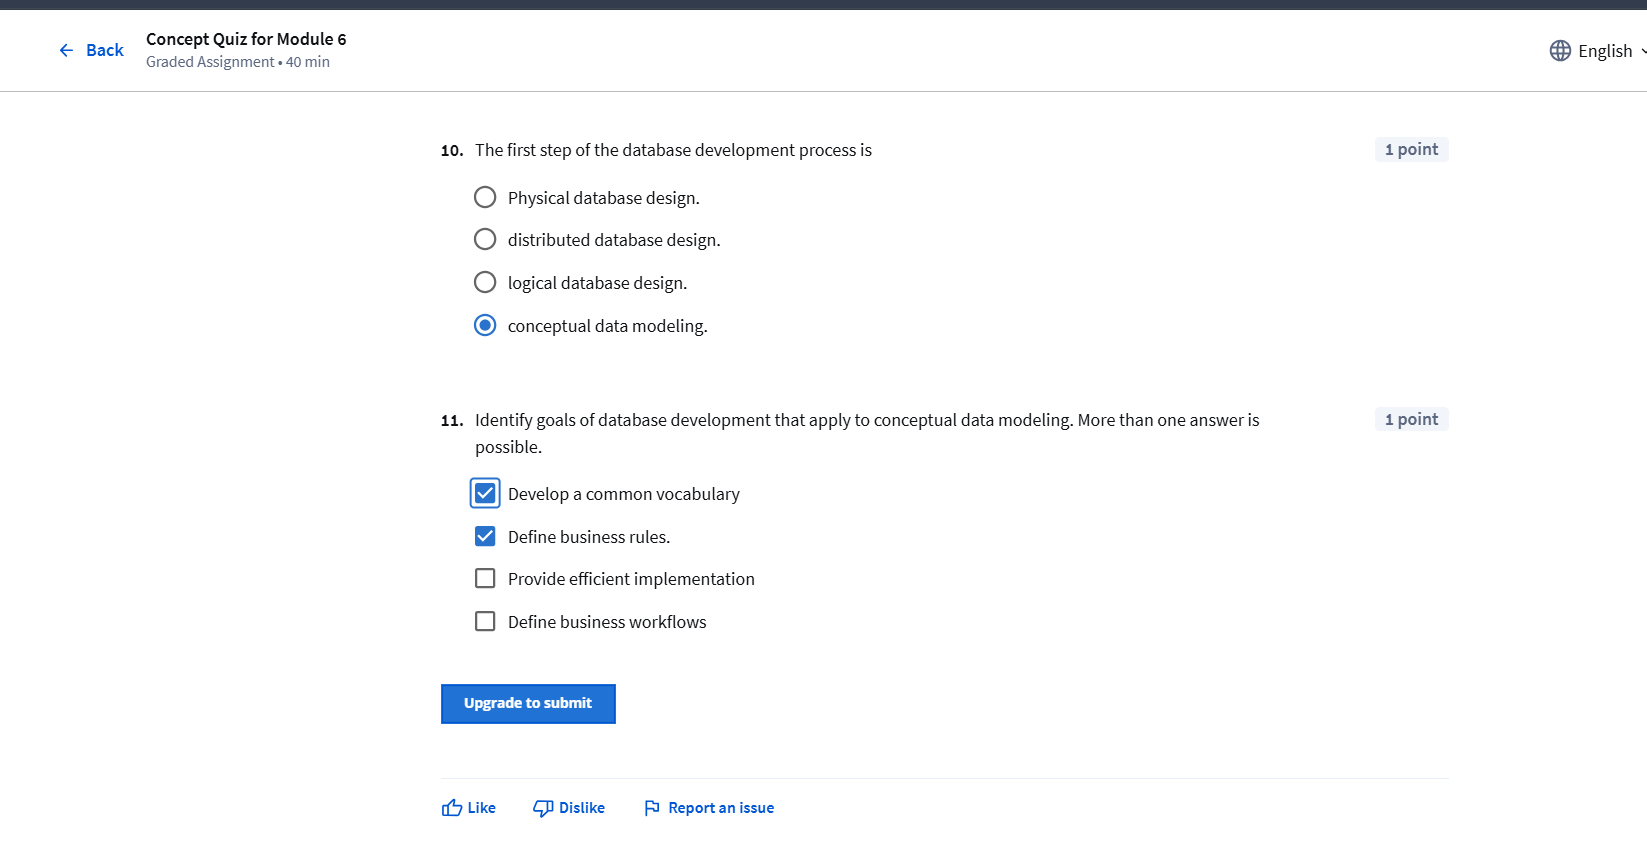 Back
Concept Quiz for Module 6
Graded Assignment • 40 min
English
10. The first step of the database development process is
1 point
Physical database design.
distributed database design.
logical database design.
conceptual data modeling.
11. Identify goals of database development that apply to conceptual data modeling. More than one answer is
possible.
1 point
Develop a common vocabulary
Define business rules.
Provide efficient implementation
Define business workflows
Upgrade to submit
Like
Dislike
Report an issue